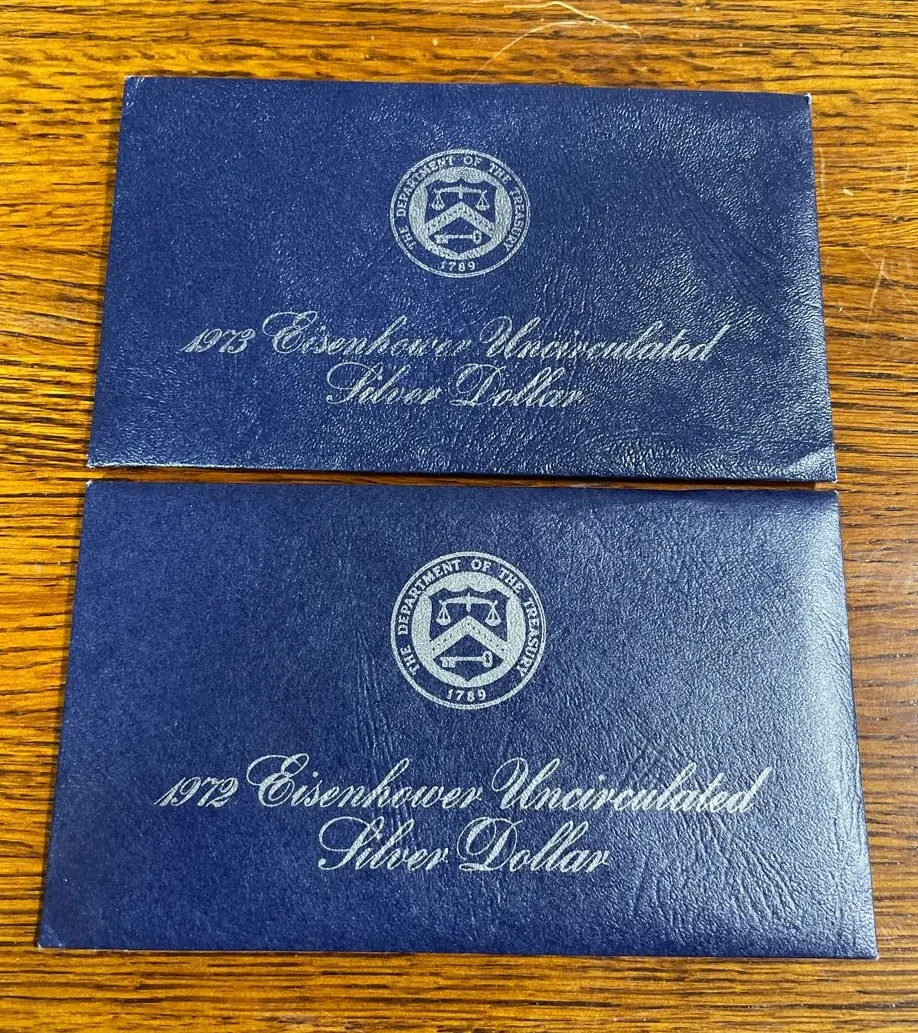 THE DEPARTMENT OF THE TREASURY
1789
1973 Eisenhower Uncirculated
Silver Dollar
THE DEPARTMENT OF THE TREASURY
1789
1972 Eisenhower Uncirculated
Silver Dollar